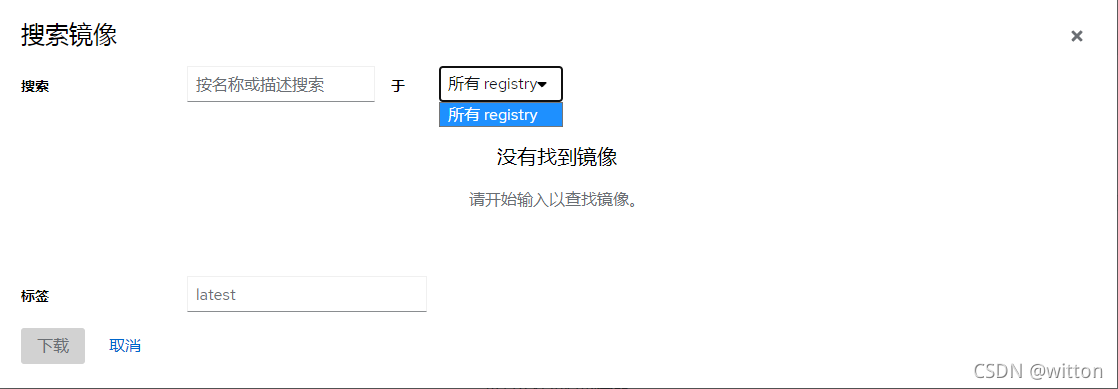 搜索镜像
搜索 按名称或描述搜索 于 所有 registry
所有 registry
没有找到镜像
请开始输入以查找镜像。
标签 latest
下载 取消
CSDN @witton